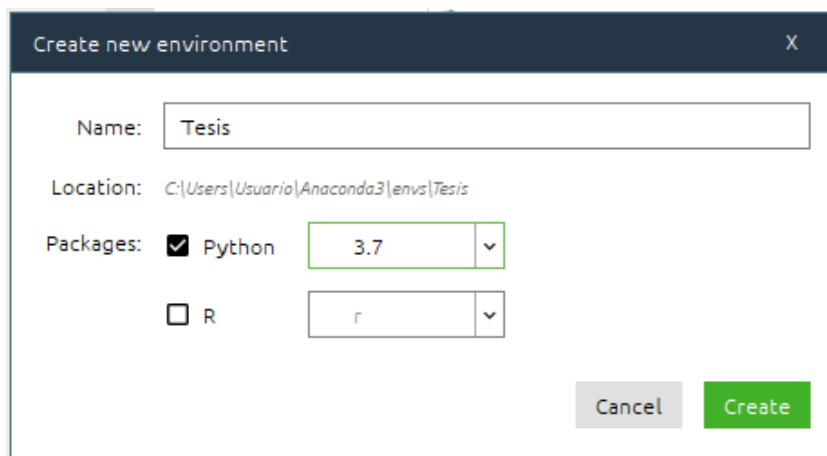 Create new environment X
Name: Tesis
Location: C:\Users\Usuario\Anaconda3\envs\Tesis
Packages: Python 3.7
R r
Cancel Create